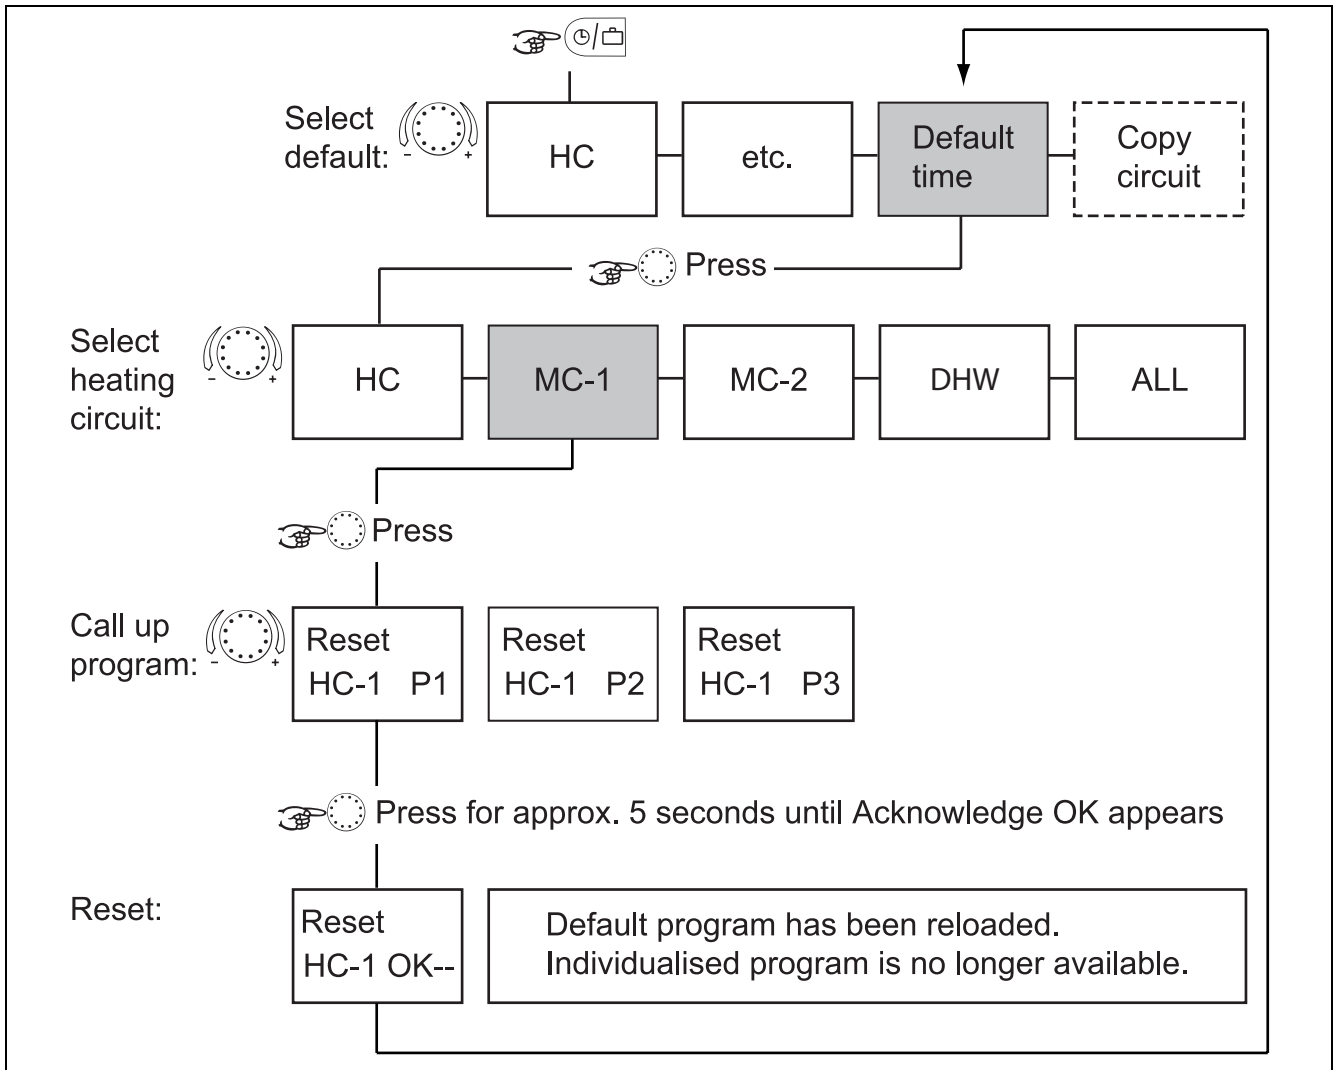 Select
default:
- +
HC
etc.
Default
time
Copy
circuit
Press
Select
heating
circuit:
- +
HC
MC-1
MC-2
DHW
ALL
Press
Call up
program:
- +
Reset
HC-1 P1
Reset
HC-1 P2
Reset
HC-1 P3
Press for approx. 5 seconds until Acknowledge OK appears
Reset:
Reset
HC-1 OK--
Default program has been reloaded.
Individualised program is no longer available.